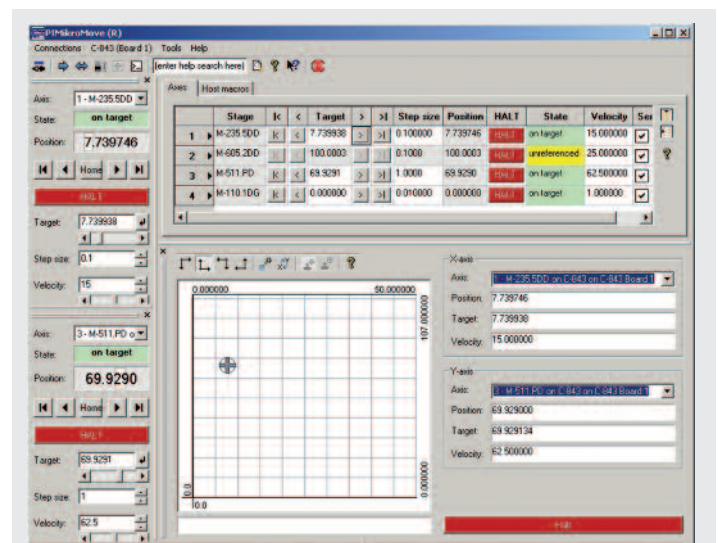 PIMikroMove (R)
Connections C-843 (Board 1) Tools Help
[enter help search here]
Axis: 1 - M-235.5DD
State: on target
Position: 7.739746
Home
HALT
Target: 7.739938
Step size: 0.1
Velocity: 15
Axis: 3 - M-511.PD o
State: on target
Position: 69.9290
Home
HALT
Target: 69.9291
Step size: 1
Velocity: 62.5
Axes Host macros
Stage |< < Target > >| Step size Position HALT State Velocity Ser
1 M-235.5DD |< < 7.739938 > >| 0.100000 7.739746 HALT on target 15.000000
2 M-605.2DD |< < 100.0003 > >| 0.1000 100.0003 HALT unreferenced 25.000000
3 M-511.PD |< < 69.9291 > >| 1.0000 69.9290 HALT on target 62.500000
4 M-110.1DG |< < 0.000000 > >| 0.010000 0.000000 HALT on target 1.000000
0.000000 50.000000
107.000000
0.000000
0.0
0.0
X-axis
Axis: 1 - M-235.5DD on C-843 on C-843 Board 1
Position: 7.739746
Target: 7.739938
Velocity: 15.000000
Y-axis
Axis: 3 - M-511.PD on C-843 on C-843 Board 1
Position: 69.929000
Target: 69.929134
Velocity: 62.500000
Halt